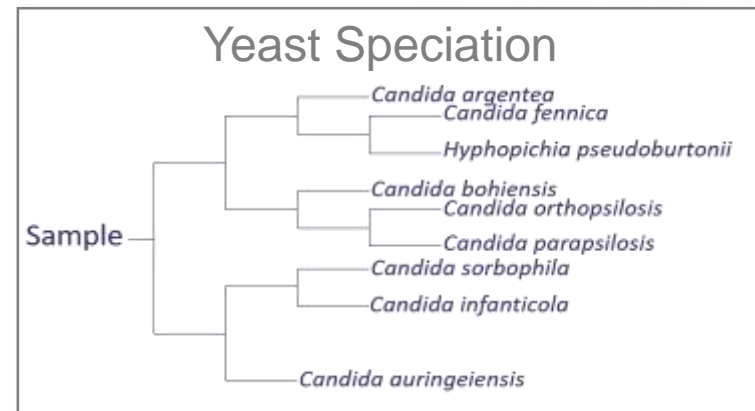 Yeast Speciation
Candida argentea
Candida fennica
Hyphopichia pseudoburtonii
Candida bohiensis
Candida orthopsilosis
Sample
Candida parapsilosis
Candida sorbophila
Candida infanticola
Candida auringeiensis